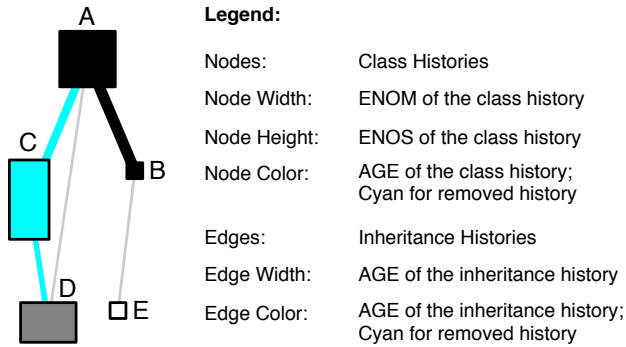 A
C
B
D
E
Legend:
Nodes: Class Histories
Node Width: ENOM of the class history
Node Height: ENOS of the class history
Node Color: AGE of the class history;
Cyan for removed history
Edges: Inheritance Histories
Edge Width: AGE of the inheritance history
Edge Color: AGE of the inheritance history;
Cyan for removed history